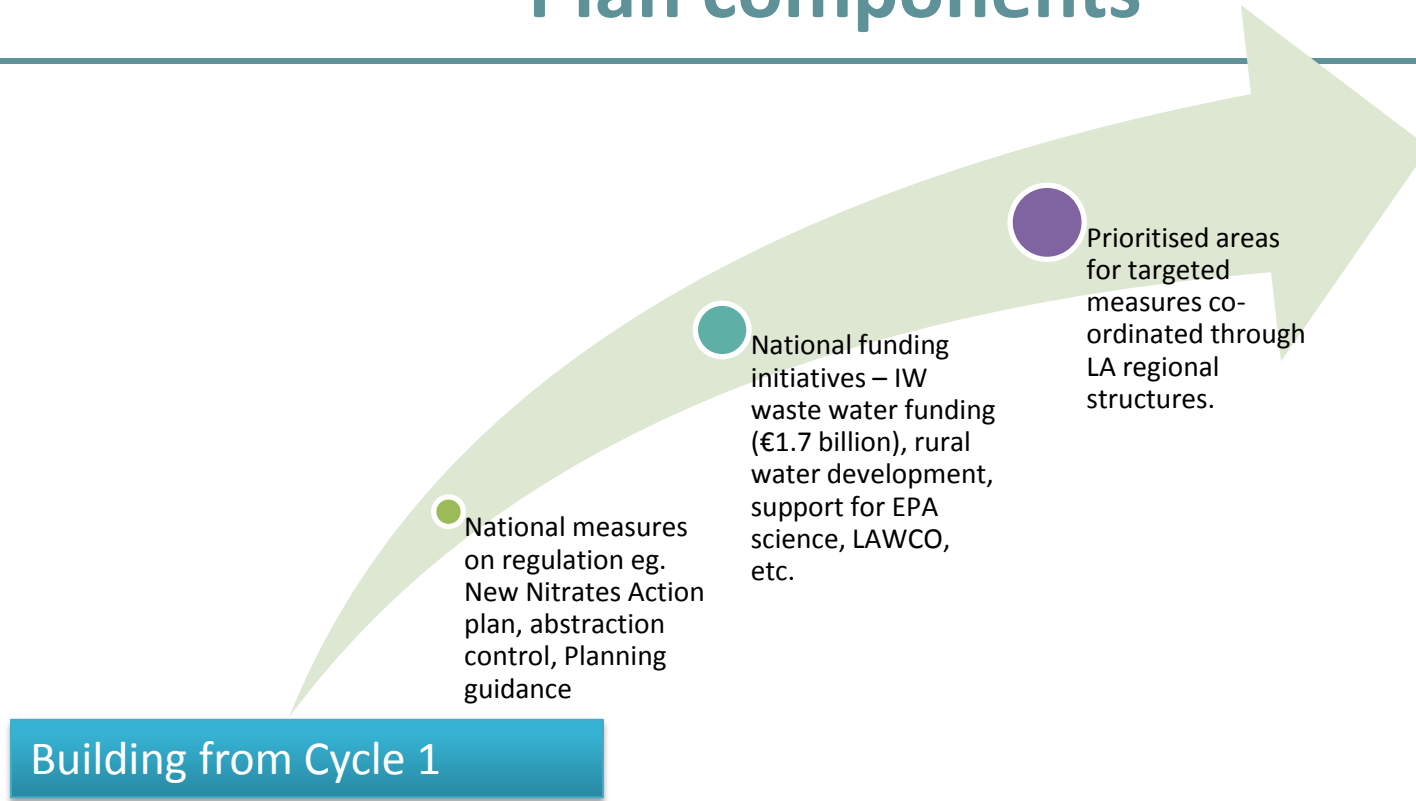 Plan components
Prioritised areas
for targeted
measures co-
ordinated through
LA regional
structures.
National funding
initiatives – IW
waste water funding
(€1.7 billion), rural
water development,
support for EPA
science, LAWCO,
etc.
National measures
on regulation eg.
New Nitrates Action
plan, abstraction
control, Planning
guidance
Building from Cycle 1